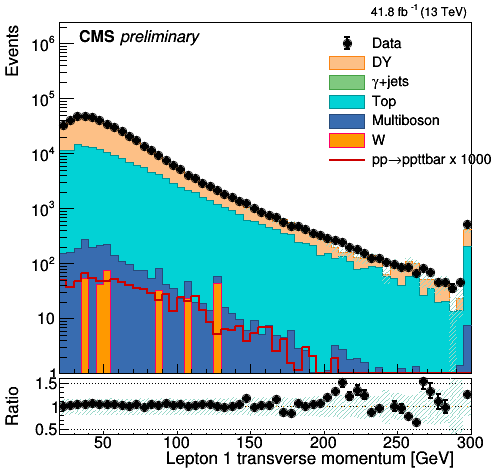 41.8 fb⁻¹ (13 TeV)
CMS preliminary
Events
10⁶
10⁵
10⁴
10³
10²
10
1
Data
DY
γ+jets
Top
Multiboson
W
pp→ppttbar x 1000
Ratio
1.5
1
0.5
50 100 150 200 250 300
Lepton 1 transverse momentum [GeV]